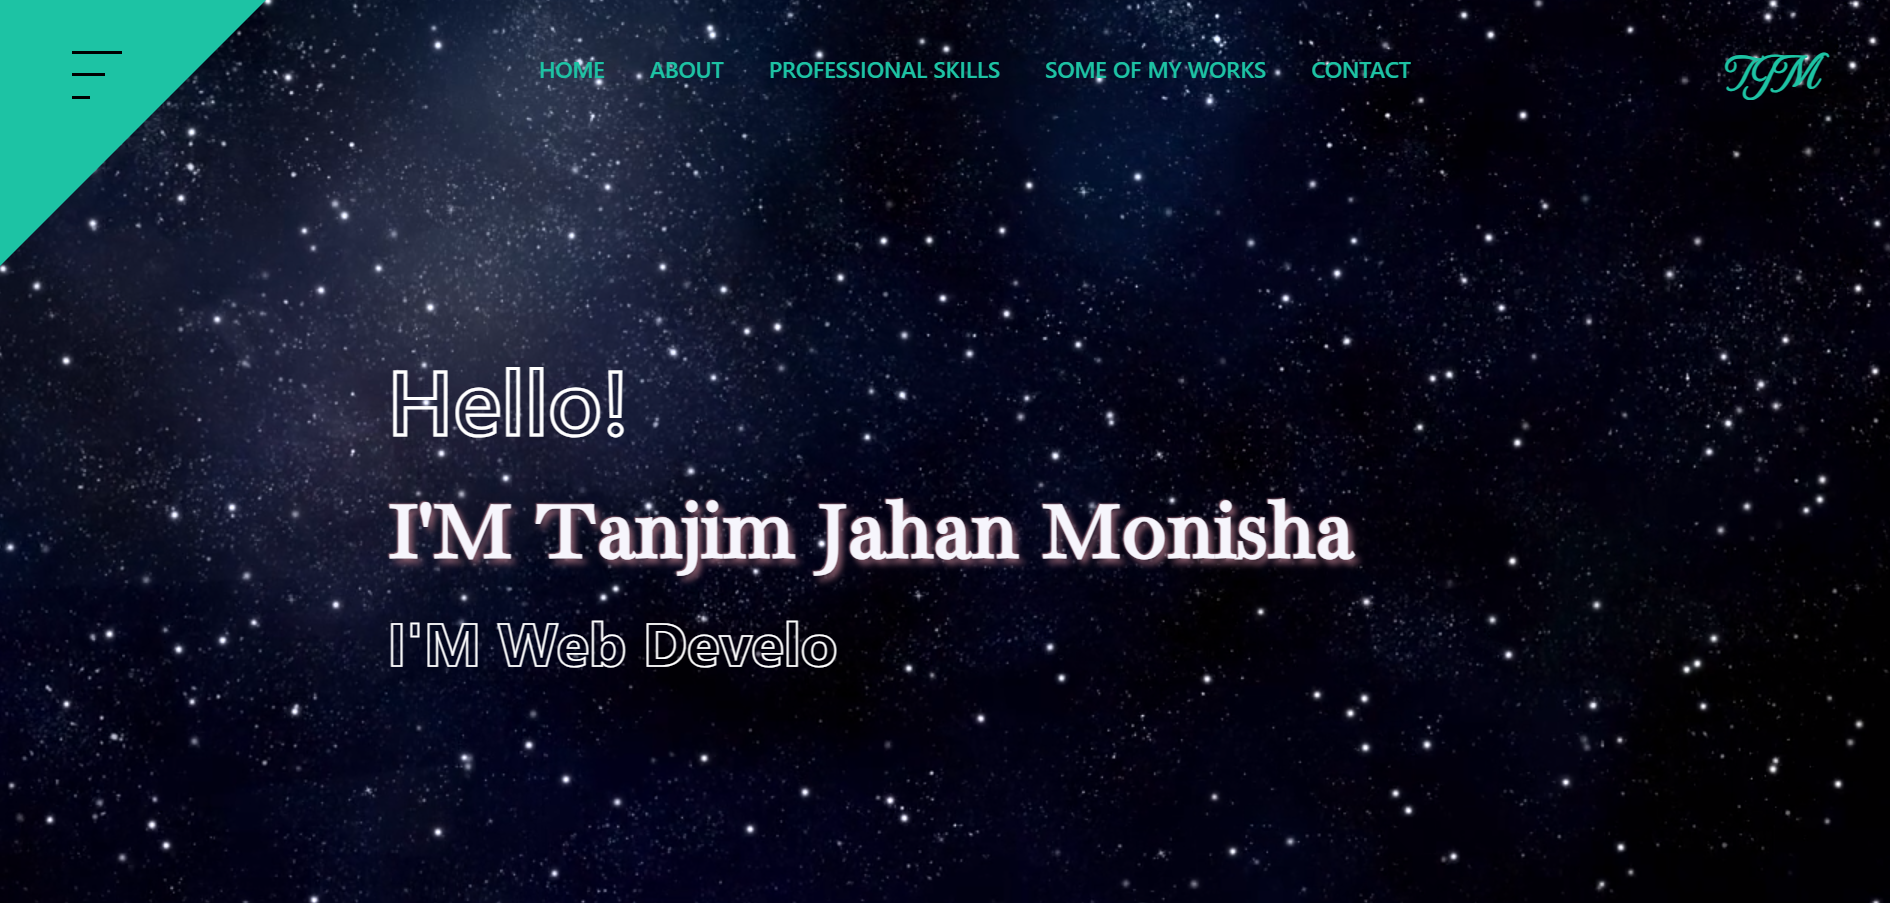 HOME ABOUT PROFESSIONAL SKILLS SOME OF MY WORKS CONTACT TJM
Hello!
I'M Tanjim Jahan Monisha
I'M Web Develo